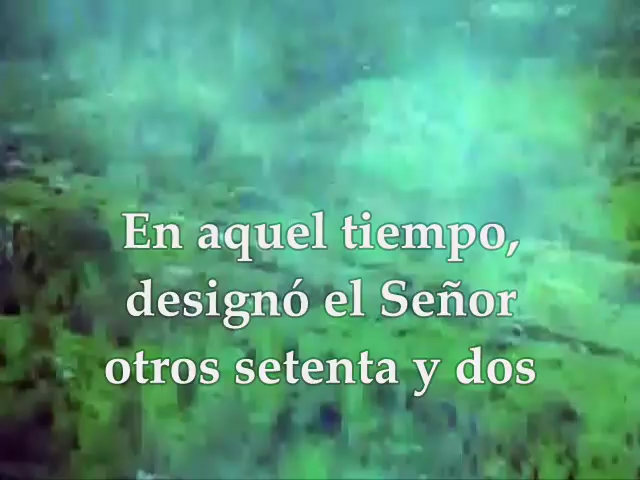 En aquel tiempo,
designó el Señor
otros setenta y dos